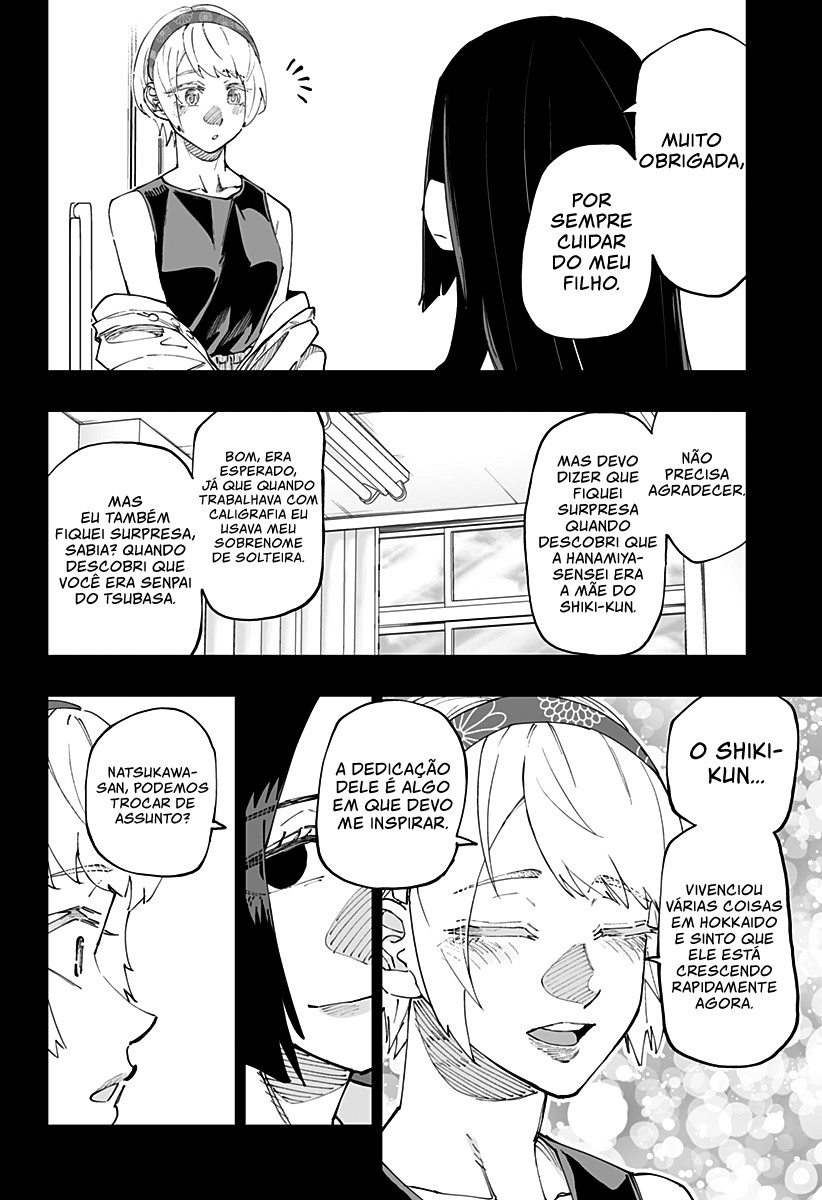 MUITO
OBRIGADA,
POR
SEMPRE
CUIDAR
DO MEU
FILHO.
NÃO
PRECISA
AGRADECER.
MAS DEVO
DIZER QUE
FIQUEI
SURPRESA
QUANDO
DESCOBRI QUE
A HANAMIYA-
SENSEI ERA
A MÃE DO
SHIKI-KUN.
BOM, ERA
ESPERADO,
JÁ QUE QUANDO
TRABALHAVA COM
CALIGRAFIA EU
USAVA MEU
SOBRENOME
DE SOLTEIRA.
MAS
EU TAMBÉM
FIQUEI SURPRESA,
SABIA? QUANDO
DESCOBRI QUE
VOCÊ ERA SENPAI
DO TSUBASA.
O SHIKI-
KUN...
VIVENCIOU
VÁRIAS COISAS
EM HOKKAIDO
E SINTO QUE
ELE ESTÁ
CRESCENDO
RAPIDAMENTE
AGORA.
A DEDICAÇÃO
DELE É ALGO
EM QUE DEVO
ME INSPIRAR.
NATSUKAWA-
SAN, PODEMOS
TROCAR DE
ASSUNTO?